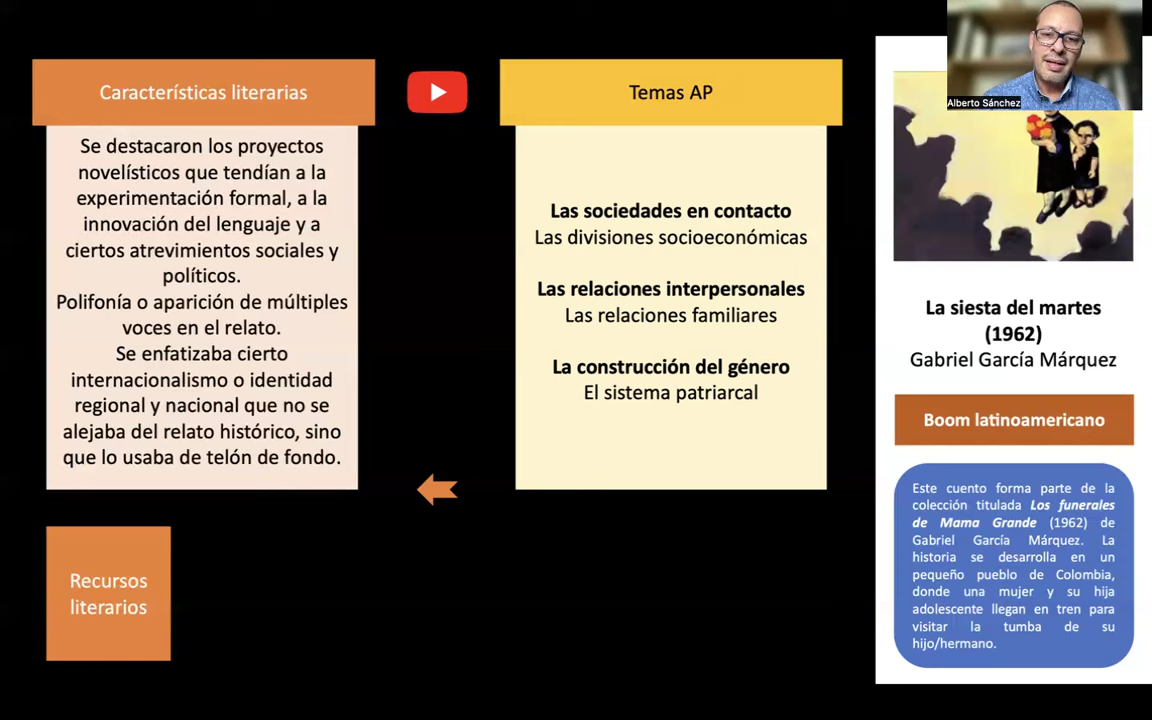 Alberto Sánchez
Características literarias
Se destacaron los proyectos
novelísticos que tendían a la
experimentación formal, a la
innovación del lenguaje y a
ciertos atrevimientos sociales y
políticos.
Polifonía o aparición de múltiples
voces en el relato.
Se enfatizaba cierto
internacionalismo o identidad
regional y nacional que no se
alejaba del relato histórico, sino
que lo usaba de telón de fondo.
Recursos
literarios
Temas AP
Las sociedades en contacto
Las divisiones socioeconómicas
Las relaciones interpersonales
Las relaciones familiares
La construcción del género
El sistema patriarcal
La siesta del martes
(1962)
Gabriel García Márquez
Boom latinoamericano
Este cuento forma parte de la
colección titulada Los funerales
de Mama Grande (1962) de
Gabriel García Márquez. La
historia se desarrolla en un
pequeño pueblo de Colombia,
donde una mujer y su hija
adolescente llegan en tren para
visitar la tumba de su
hijo/hermano.